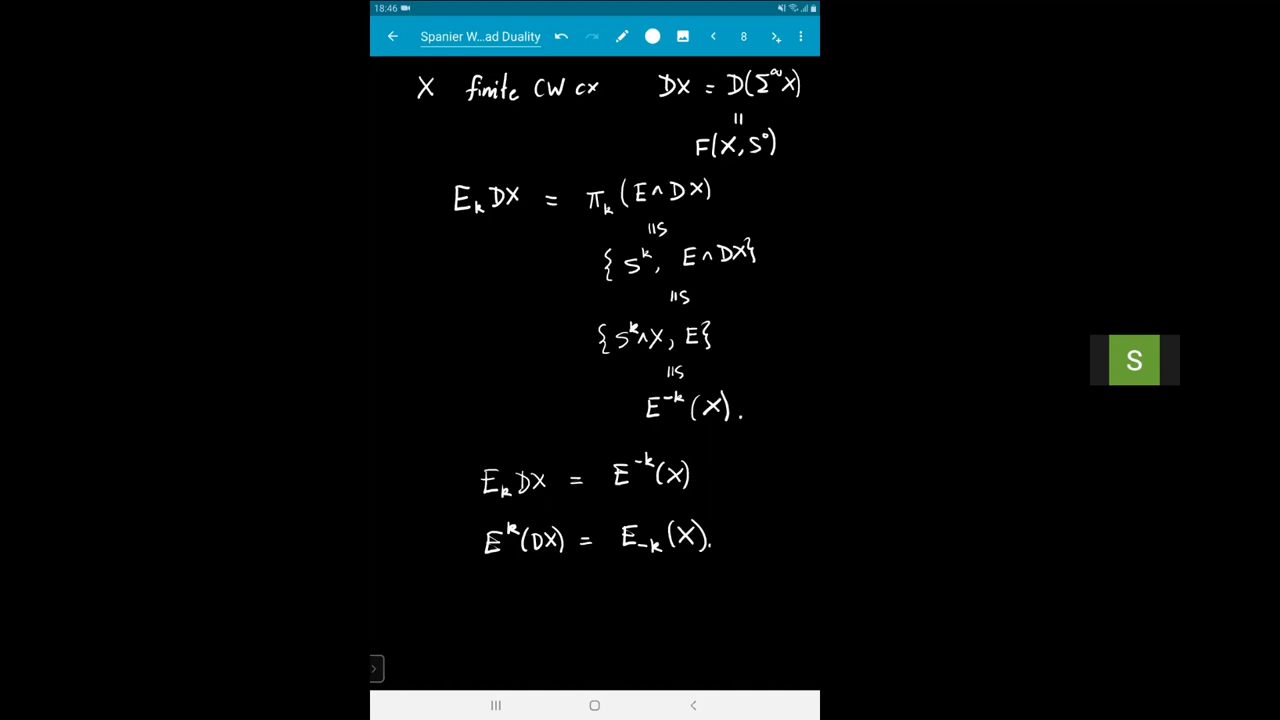 18:46
Spanier W...ad Duality 8
X finite CW cx DX = D(Σ^∞X)
=
F(X, S⁰)
E_k DX = π_k (E ∧ DX)
≅
{S^k, E ∧ DX}
≅
{S^k ∧ X, E}
≅
E^{-k}(X).
E_k DX = E^{-k}(X)
E^k(DX) = E_{-k}(X).
S